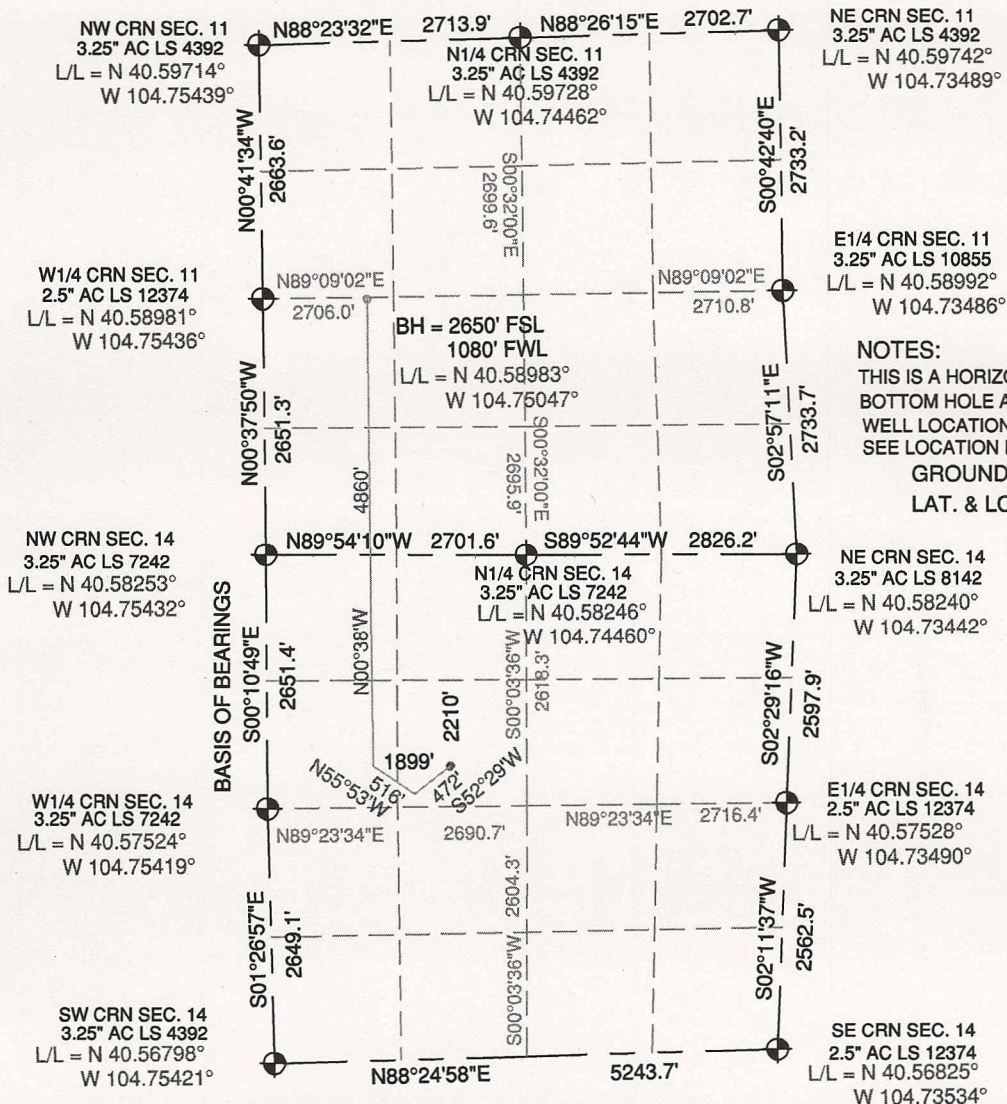 N88°23'32"E 2713.9' N88°26'15"E 2702.7'
NW CRN SEC. 11
3.25" AC LS 4392
L/L = N 40.59714°
W 104.75439°
N1/4 CRN SEC. 11
3.25" AC LS 4392
L/L = N 40.59728°
W 104.74462°
NE CRN SEC. 11
3.25" AC LS 4392
L/L = N 40.59742°
W 104.73489°
N00°41'34"W
2663.6'
S00°32'00"E
2699.6'
S00°42'40"E
2733.2'
W1/4 CRN SEC. 11
2.5" AC LS 12374
L/L = N 40.58981°
W 104.75436°
N89°09'02"E
2706.0'
N89°09'02"E
2710.8'
E1/4 CRN SEC. 11
3.25" AC LS 10855
L/L = N 40.58992°
W 104.73486°
BH = 2650' FSL
1080' FWL
L/L = N 40.58983°
W 104.75047°
NOTES:
THIS IS A HORIZO
BOTTOM HOLE A
WELL LOCATION
SEE LOCATION
GROUND
LAT. & LO
N00°37'50"W
2651.3'
4860'
S00°32'00"E
2695.9'
S02°57'11"E
2733.7'
NW CRN SEC. 14
3.25" AC LS 7242
L/L = N 40.58253°
W 104.75432°
N89°54'10"W 2701.6' S89°52'44"W 2826.2'
N1/4 CRN SEC. 14
3.25" AC LS 7242
L/L = N 40.58246°
W 104.74460°
NE CRN SEC. 14
3.25" AC LS 8142
L/L = N 40.58240°
W 104.73442°
BASIS OF BEARINGS
S00°10'49"E
2651.4'
N00°38'W
2210'
S00°03'36"W
2618.3'
S02°29'16"W
2597.9'
1899'
N55°53'W
516'
472'
S52°29'W
W1/4 CRN SEC. 14
3.25" AC LS 7242
L/L = N 40.57524°
W 104.75419°
N89°23'34"E
2690.7'
N89°23'34"E
2716.4'
E1/4 CRN SEC. 14
2.5" AC LS 12374
L/L = N 40.57528°
W 104.73490°
S01°26'57"E
2649.1'
S00°03'36"W 2604.3'
S02°11'37"W
2562.5'
SW CRN SEC. 14
3.25" AC LS 4392
L/L = N 40.56798°
W 104.75421°
N88°24'58"E 5243.7'
SE CRN SEC. 14
2.5" AC LS 12374
L/L = N 40.56825°
W 104.73534°